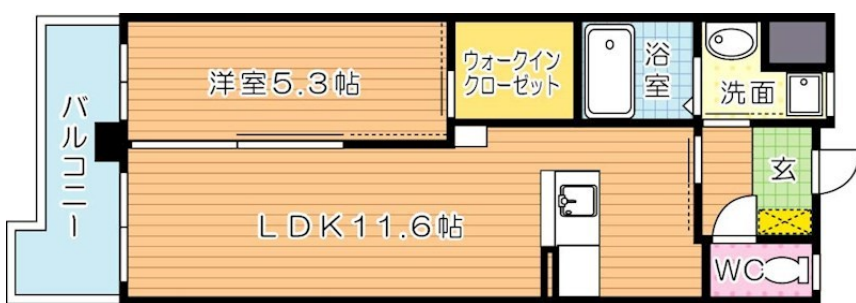 洋室5.3帖
ウォークイン
クローゼット
浴室
洗面
バルコニー
玄
LDK11.6帖
WC